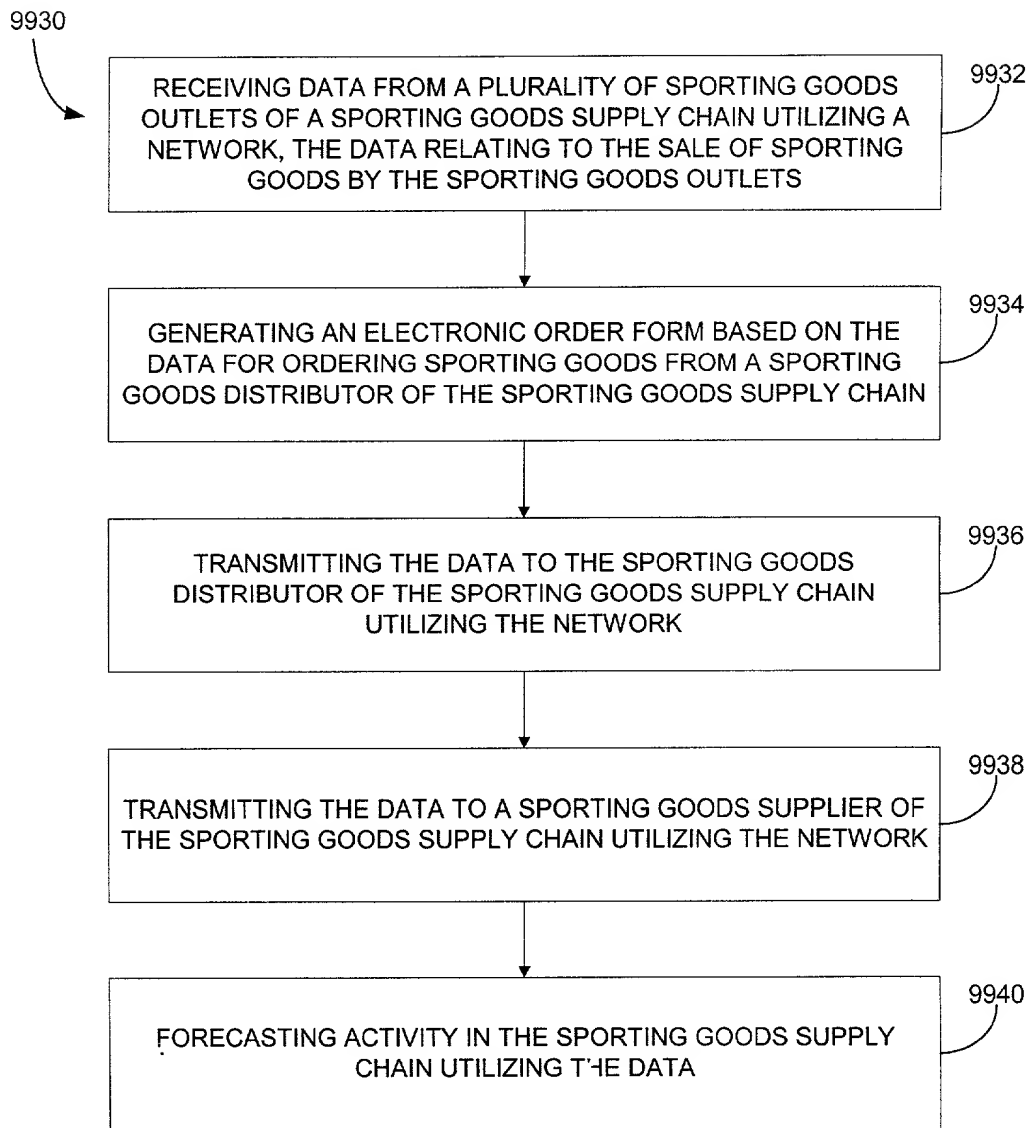 9930
RECEIVING DATA FROM A PLURALITY OF SPORTING GOODS
OUTLETS OF A SPORTING GOODS SUPPLY CHAIN UTILIZING A
NETWORK, THE DATA RELATING TO THE SALE OF SPORTING
GOODS BY THE SPORTING GOODS OUTLETS
9932
GENERATING AN ELECTRONIC ORDER FORM BASED ON THE
DATA FOR ORDERING SPORTING GOODS FROM A SPORTING
GOODS DISTRIBUTOR OF THE SPORTING GOODS SUPPLY CHAIN
9934
TRANSMITTING THE DATA TO THE SPORTING GOODS
DISTRIBUTOR OF THE SPORTING GOODS SUPPLY CHAIN
UTILIZING THE NETWORK
9936
TRANSMITTING THE DATA TO A SPORTING GOODS SUPPLIER OF
THE SPORTING GOODS SUPPLY CHAIN UTILIZING THE NETWORK
9938
FORECASTING ACTIVITY IN THE SPORTING GOODS SUPPLY
CHAIN UTILIZING THE DATA
9940